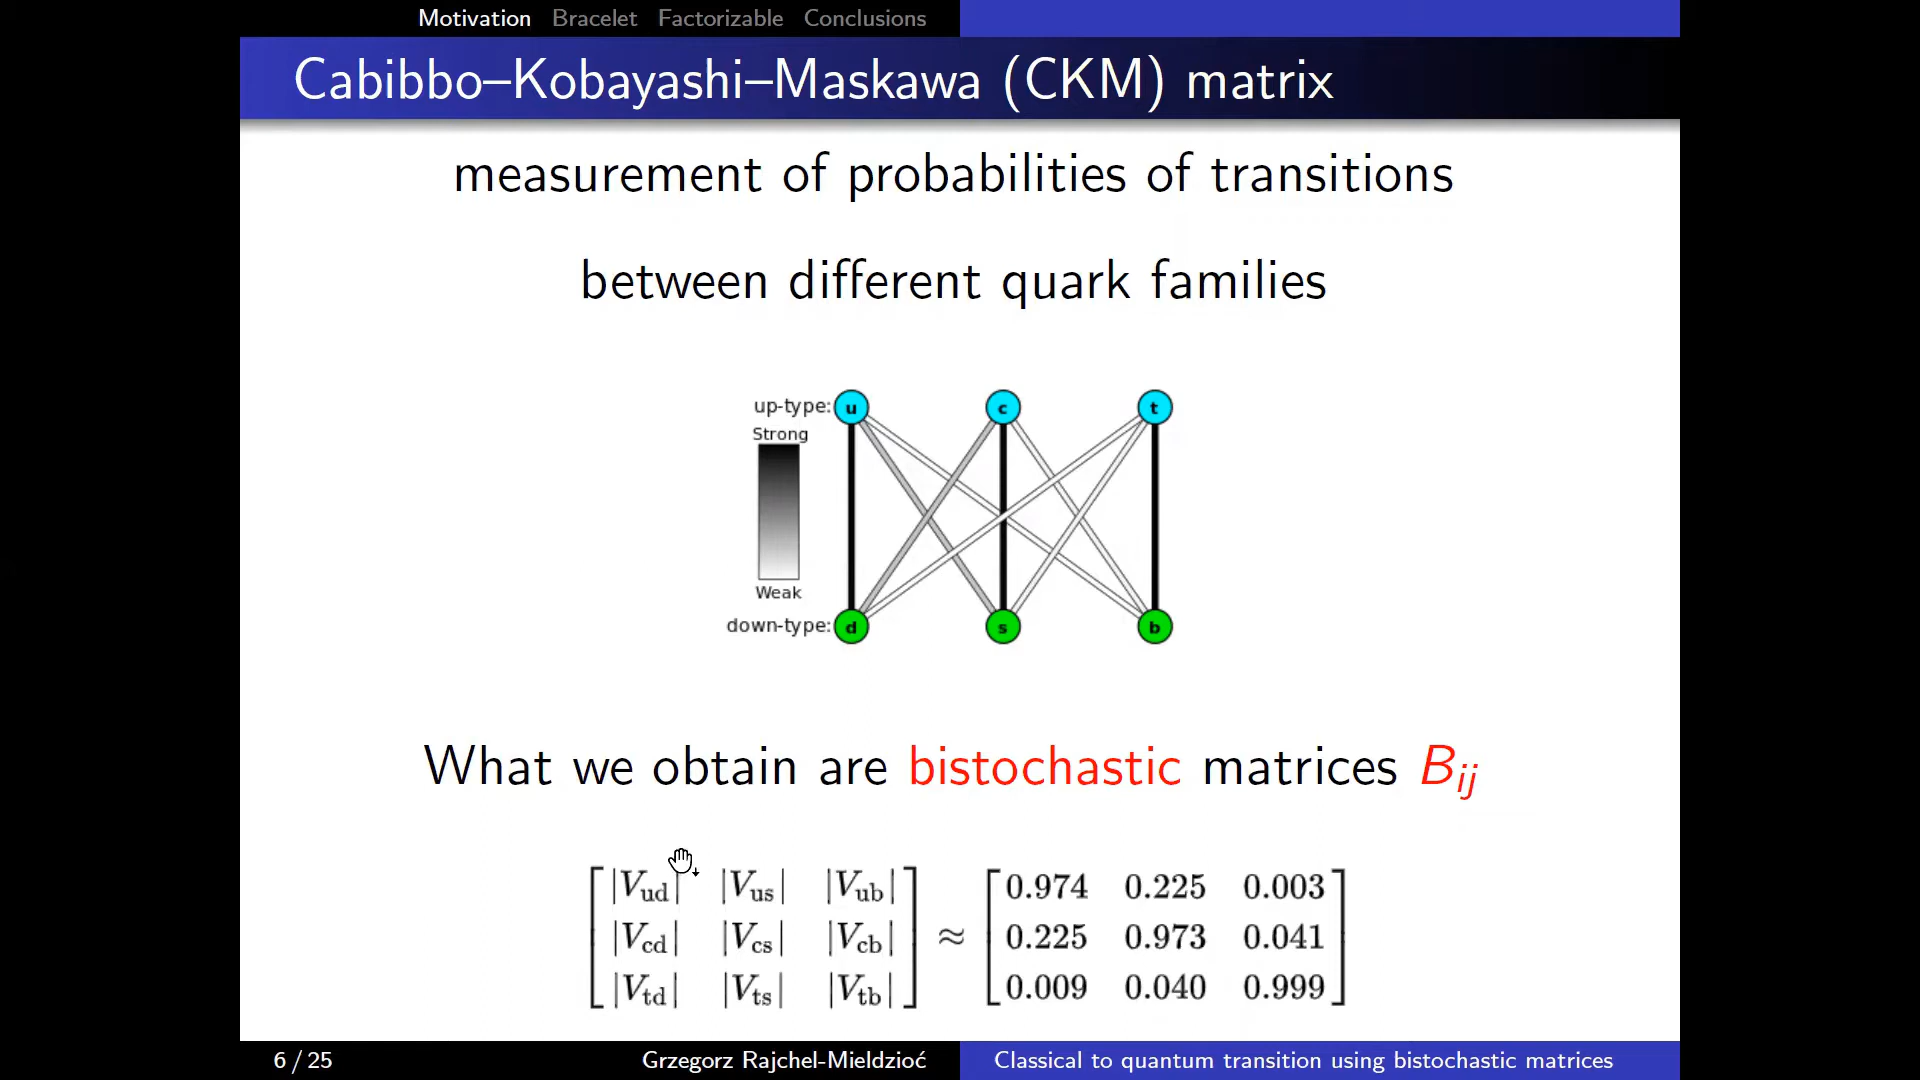 Motivation Bracelet Factorizable Conclusions
Cabibbo–Kobayashi–Maskawa (CKM) matrix
measurement of probabilities of transitions
between different quark families
up-type: u c t
Strong
Weak
down-type: d s b
What we obtain are bistochastic matrices B_ij
[ |V_ud| |V_us| |V_ub| ] ≈ [ 0.974 0.225 0.003 ]
[ |V_cd| |V_cs| |V_cb| ] [ 0.225 0.973 0.041 ]
[ |V_td| |V_ts| |V_tb| ] [ 0.009 0.040 0.999 ]
6 / 25 Grzegorz Rajchel-Mieldzioć Classical to quantum transition using bistochastic matrices